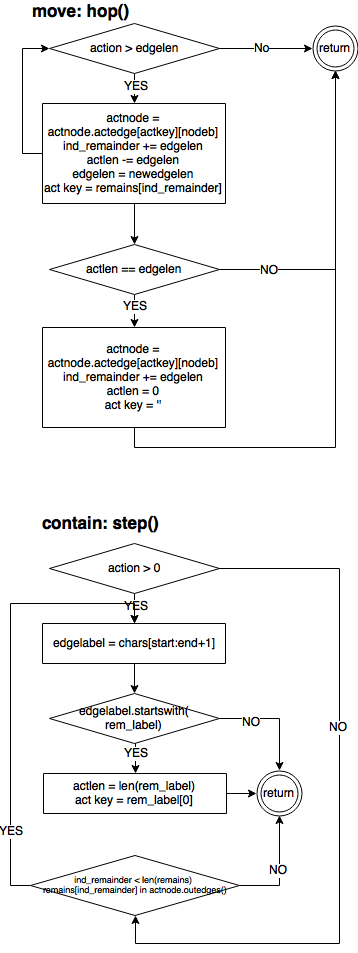 move: hop()
action > edgelen
No
return
YES
actnode =
actnode.actedge[actkey][nodeb]
ind_remainder += edgelen
actlen -= edgelen
edgelen = newedgelen
act key = remains[ind_remainder]
actlen == edgelen
NO
YES
actnode =
actnode.actedge[actkey][nodeb]
ind_remainder += edgelen
actlen = 0
act key = "
contain: step()
action > 0
YES
edgelabel = chars[start:end+1]
edgelabel.startswith(
rem_label)
NO
NO
YES
actlen = len(rem_label)
act key = rem_label[0]
return
YES
NO
ind_remainder < len(remains)
remains[ind_remainder] in actnode.outedges()